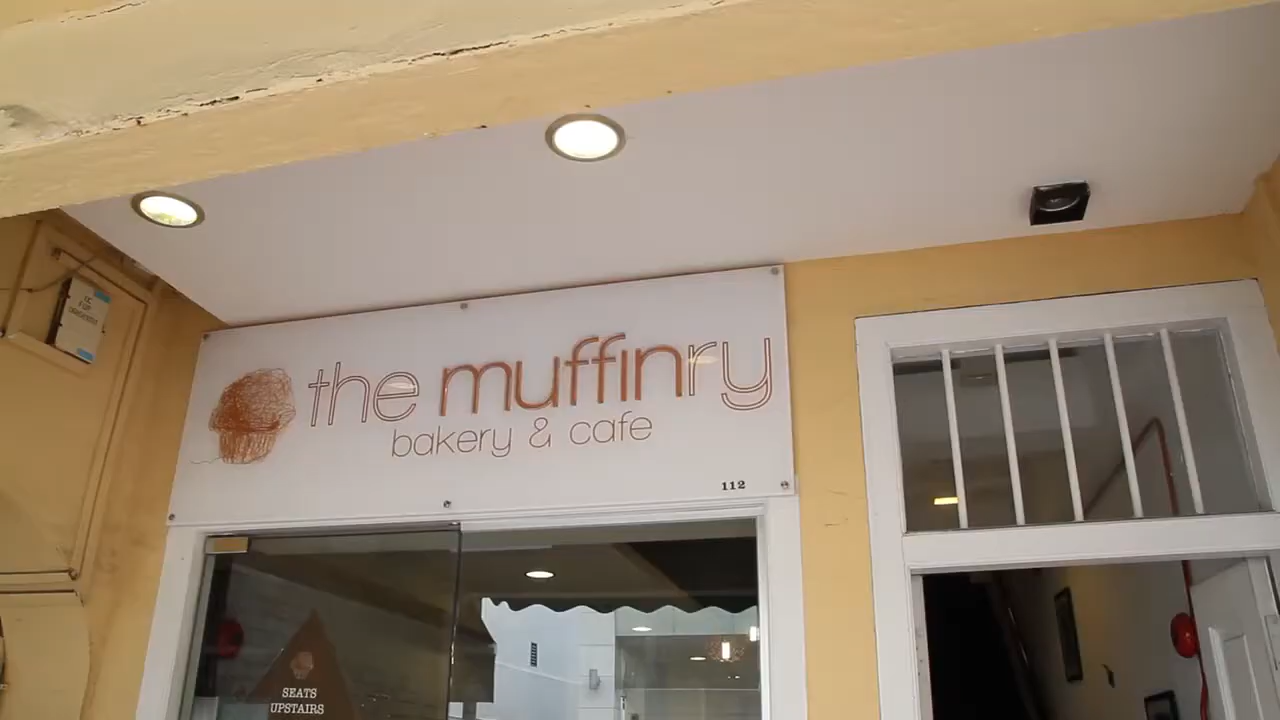 the muffinry
bakery & cafe
112
SEATS
UPSTAIRS